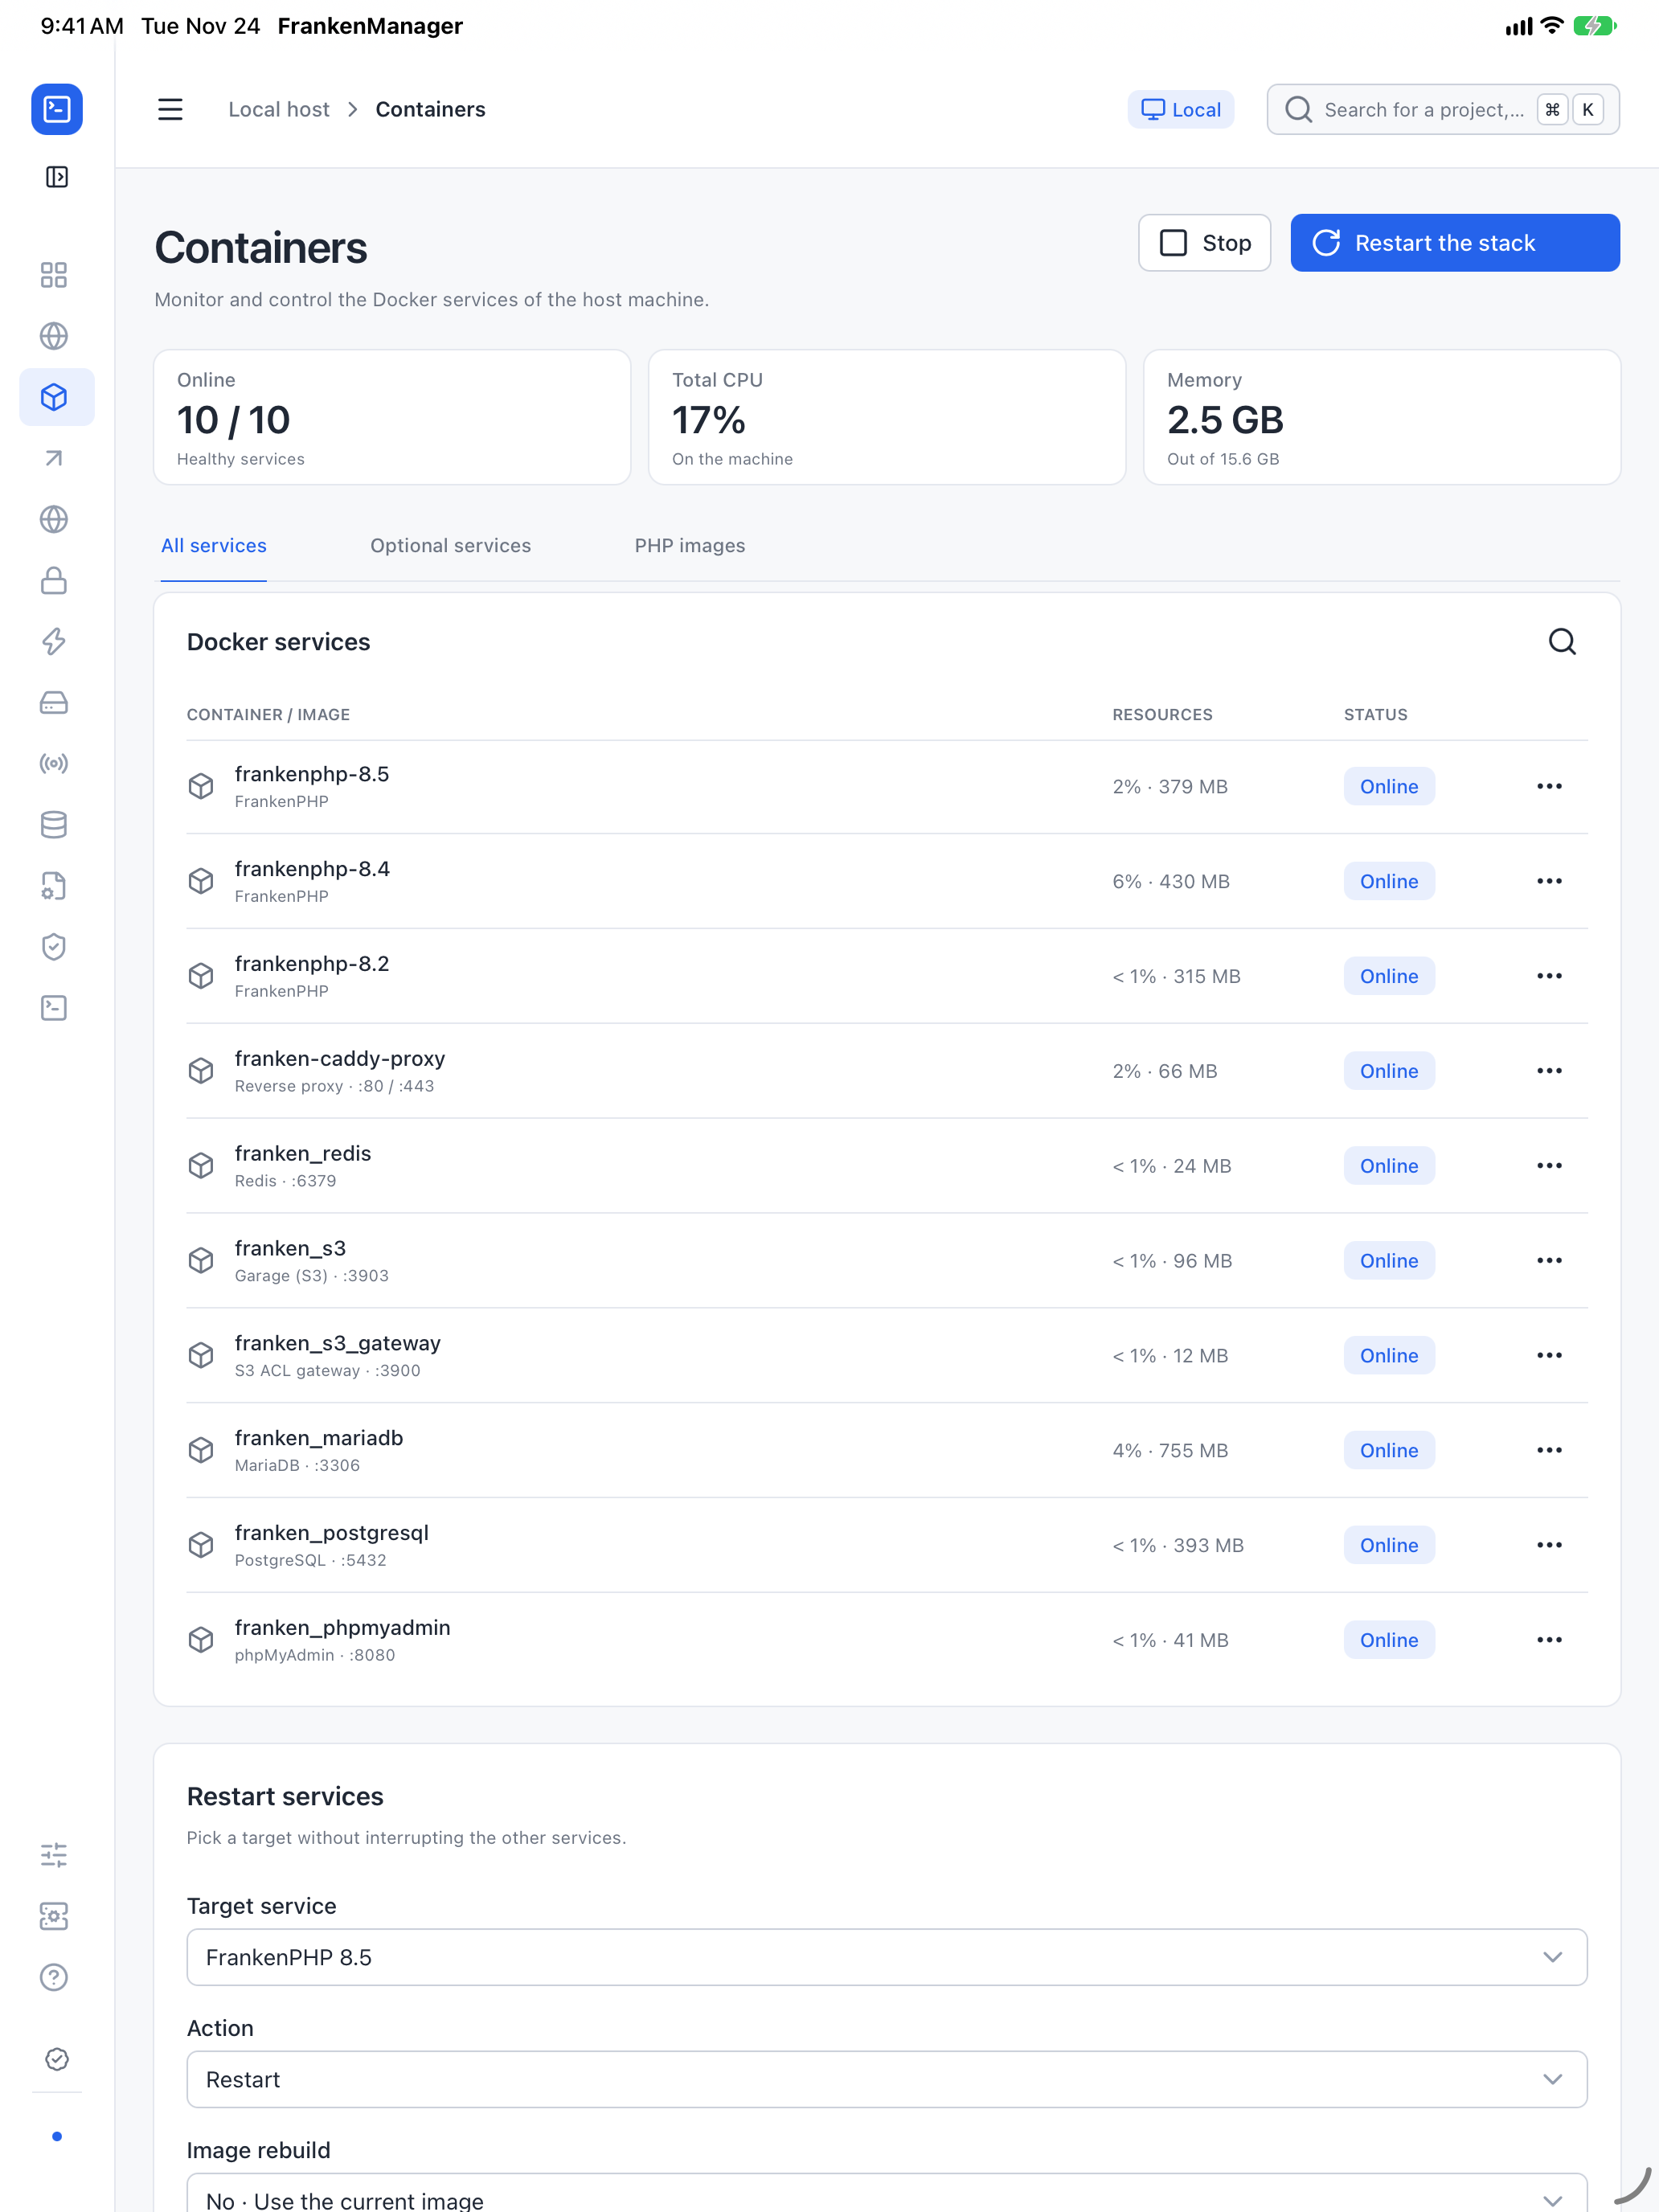 9:41 AM Tue Nov 24 FrankenManager
Local host > Containers
Local
Search for a project,... ⌘ K
Containers
Stop
Restart the stack
Monitor and control the Docker services of the host machine.
Online
10 / 10
Healthy services
Total CPU
17%
On the machine
Memory
2.5 GB
Out of 15.6 GB
All services
Optional services
PHP images
Docker services
CONTAINER / IMAGE RESOURCES STATUS
frankenphp-8.5
FrankenPHP
2% · 379 MB
Online
frankenphp-8.4
FrankenPHP
6% · 430 MB
Online
frankenphp-8.2
FrankenPHP
< 1% · 315 MB
Online
franken-caddy-proxy
Reverse proxy · :80 / :443
2% · 66 MB
Online
franken_redis
Redis · :6379
< 1% · 24 MB
Online
franken_s3
Garage (S3) · :3903
< 1% · 96 MB
Online
franken_s3_gateway
S3 ACL gateway · :3900
< 1% · 12 MB
Online
franken_mariadb
MariaDB · :3306
4% · 755 MB
Online
franken_postgresql
PostgreSQL · :5432
< 1% · 393 MB
Online
franken_phpmyadmin
phpMyAdmin · :8080
< 1% · 41 MB
Online
Restart services
Pick a target without interrupting the other services.
Target service
FrankenPHP 8.5
Action
Restart
Image rebuild
No · Use the current image